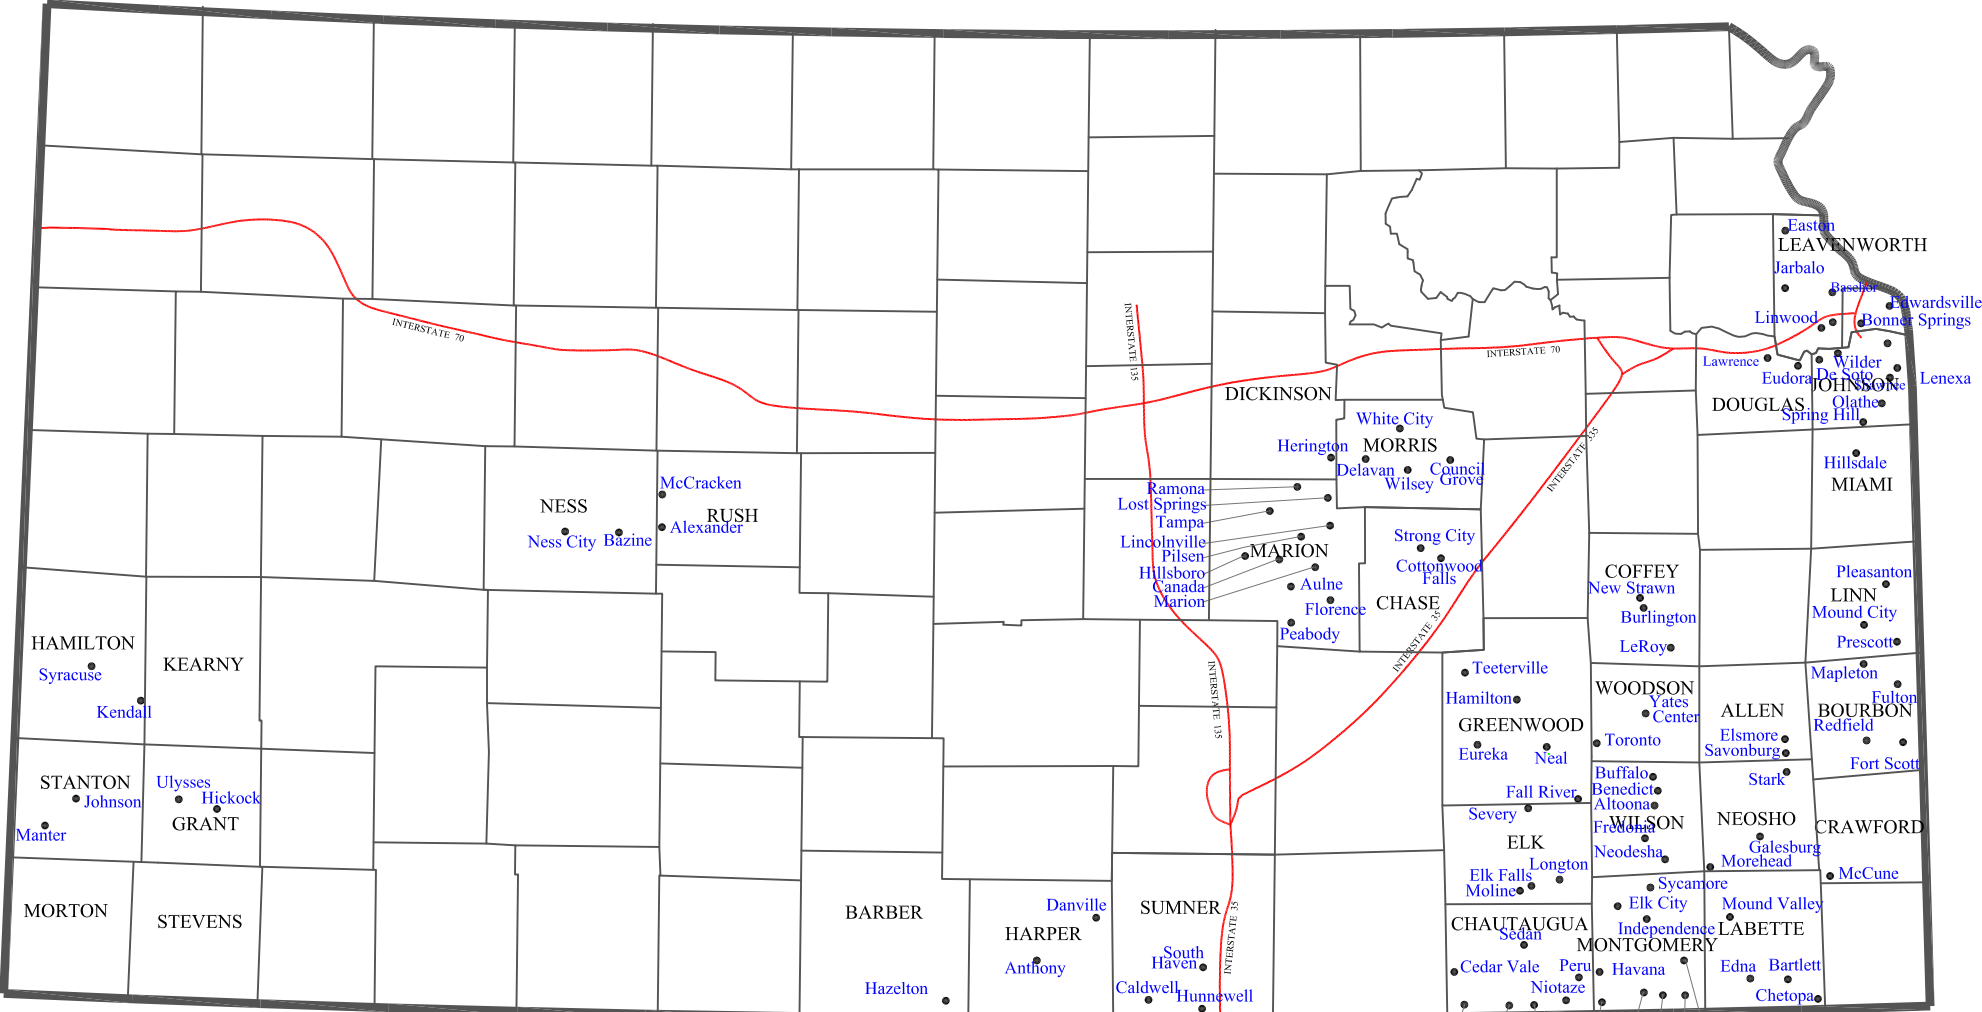 Easton
LEAVENWORTH
Jarbalo
Basehor
Edwardsville
Linwood
Bonner Springs
INTERSTATE 70
INTERSTATE 135
INTERSTATE 70
Lawrence
Wilder
Eudora
De Soto
Lenexa
JOHNSON
Shawnee
DICKINSON
DOUGLAS
Olathe
Spring Hill
White City
Herington
MORRIS
INTERSTATE 335
Delavan
Council
Grove
Wilsey
Hillsdale
MIAMI
McCracken
NESS
RUSH
Ness City
Bazine
Alexander
Ramona
Lost Springs
Tampa
Lincolnville
Pilsen
Hillsboro
Canada
Marion
MARION
Aulne
Florence
Peabody
Strong City
Cottonwood
Falls
CHASE
INTERSTATE 35
COFFEY
New Strawn
Burlington
LeRoy
Pleasanton
LINN
Mound City
Prescott
HAMILTON
Syracuse
KEARNY
Kendall
INTERSTATE 135
Teeterville
Hamilton
GREENWOOD
Eureka
Neal
Fall River
WOODSON
Yates
Center
Toronto
ALLEN
Elsmore
Savonburg
Mapleton
Fulton
BOURBON
Redfield
Fort Scott
STANTON
Johnson
Manter
Ulysses
Hickock
GRANT
Severy
ELK
Longton
Elk Falls
Moline
Buffalo
Benedict
Altoona
WILSON
Fredonia
Neodesha
Stark
NEOSHO
Galesburg
Morehead
CRAWFORD
McCune
MORTON
STEVENS
BARBER
Hazelton
Danville
HARPER
Anthony
SUMNER
South
Haven
Caldwell
Hunnewell
INTERSTATE 35
CHAUTAUGUA
Sedan
Cedar Vale
Peru
Niotaze
Sycamore
Elk City
Independence
MONTGOMERY
Havana
Mound Valley
LABETTE
Edna
Bartlett
Chetopa